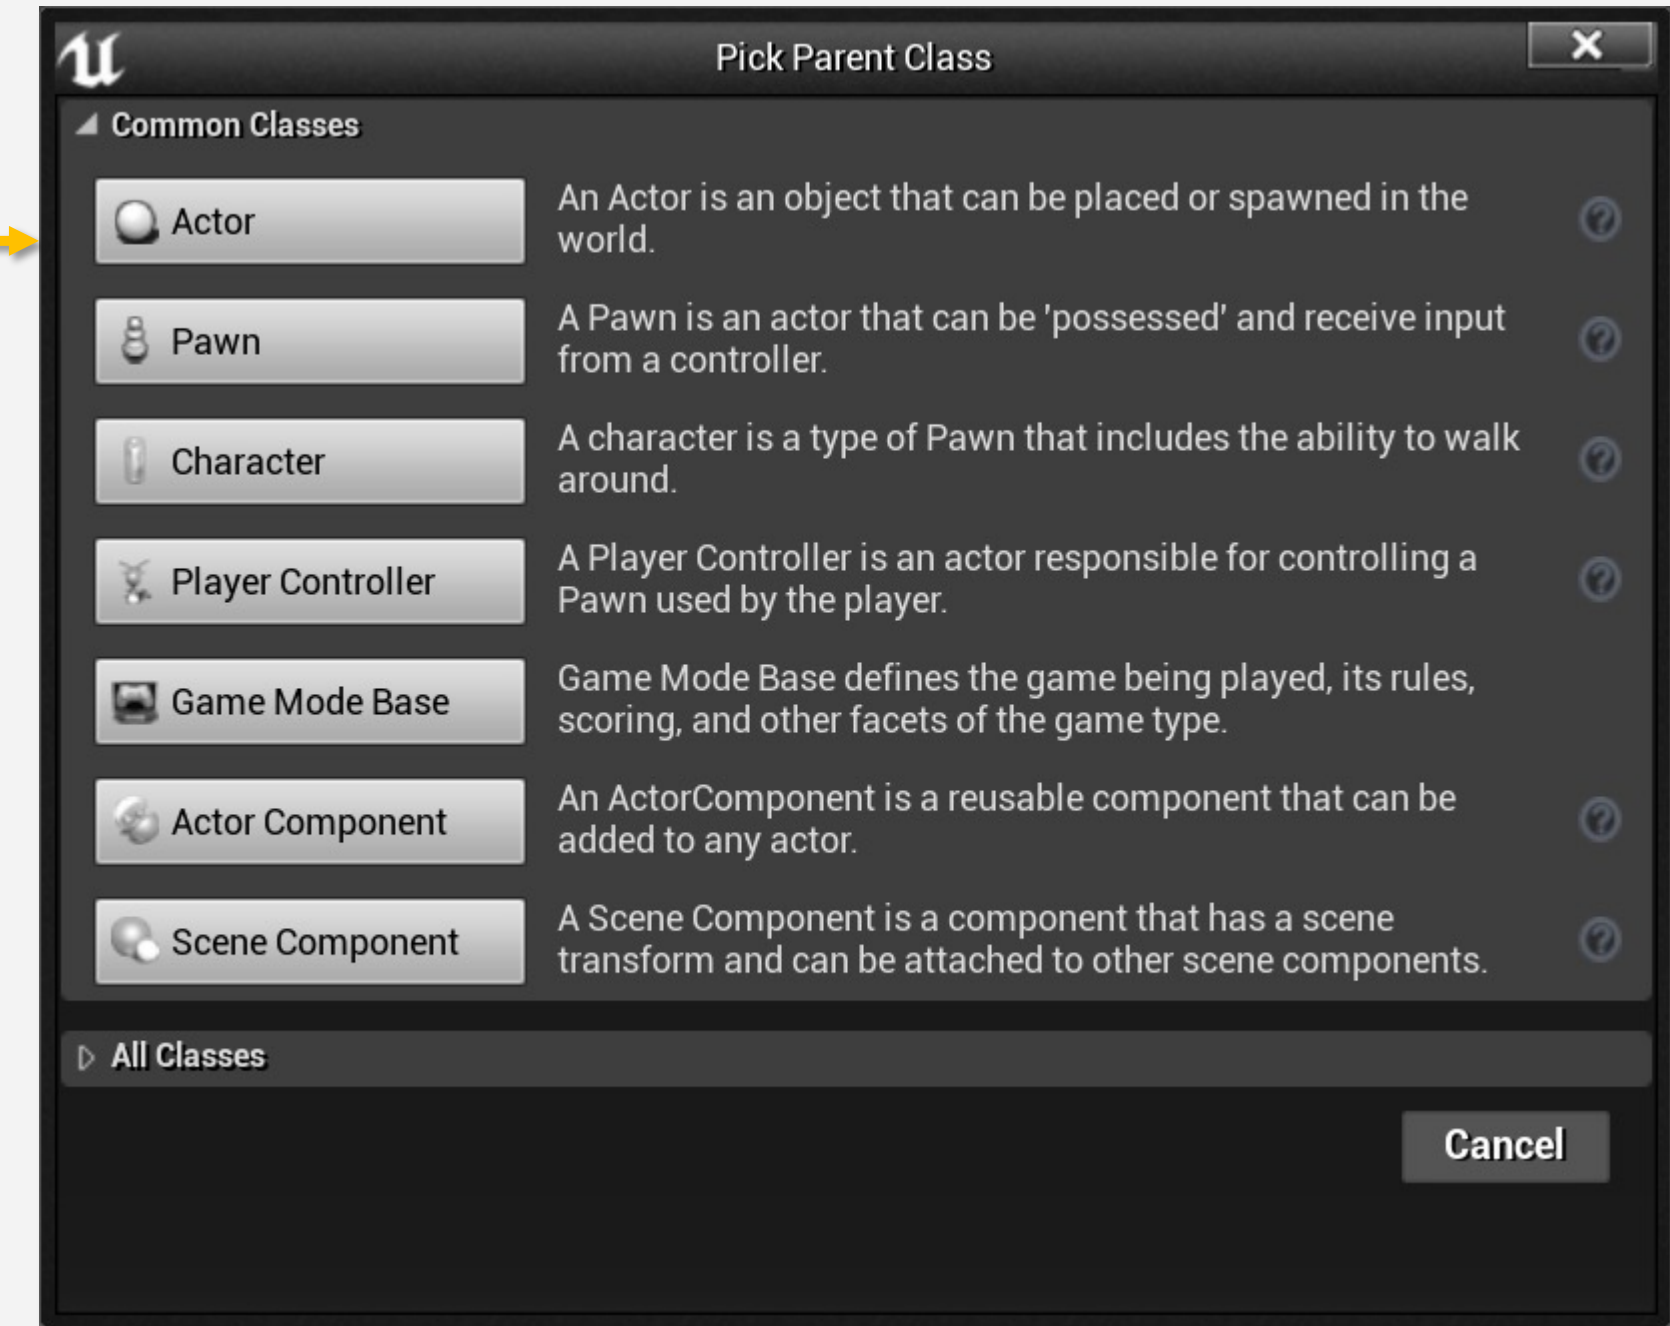 Pick Parent Class
Common Classes
Actor
An Actor is an object that can be placed or spawned in the
world.
Pawn
A Pawn is an actor that can be 'possessed' and receive input
from a controller.
Character
A character is a type of Pawn that includes the ability to walk
around.
Player Controller
A Player Controller is an actor responsible for controlling a
Pawn used by the player.
Game Mode Base
Game Mode Base defines the game being played, its rules,
scoring, and other facets of the game type.
Actor Component
An ActorComponent is a reusable component that can be
added to any actor.
Scene Component
A Scene Component is a component that has a scene
transform and can be attached to other scene components.
All Classes
Cancel